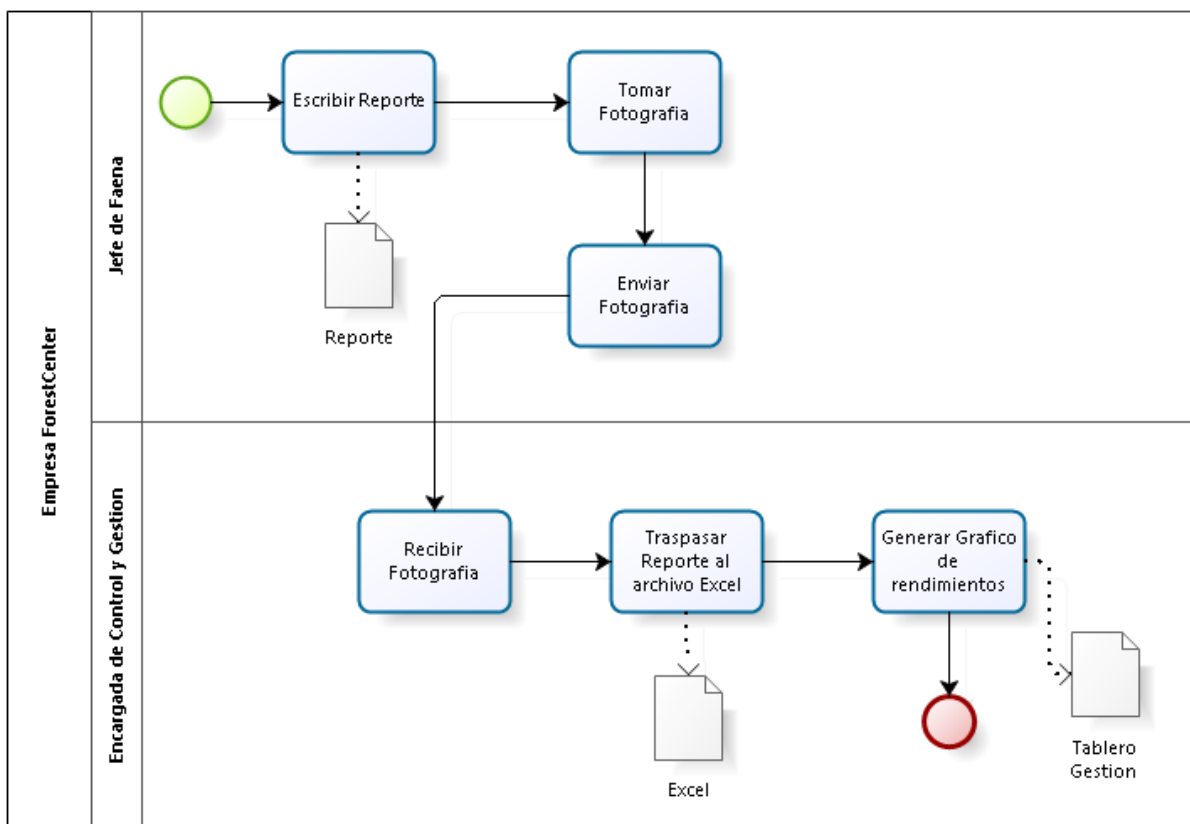 Empresa ForestCenter
Jefe de Faena
Escribir Reporte
Tomar
Fotografia
Reporte
Enviar
Fotografia
Encargada de Control y Gestion
Recibir
Fotografia
Traspasar
Reporte al
archivo Excel
Generar Grafico
de
rendimientos
Excel
Tablero
Gestion